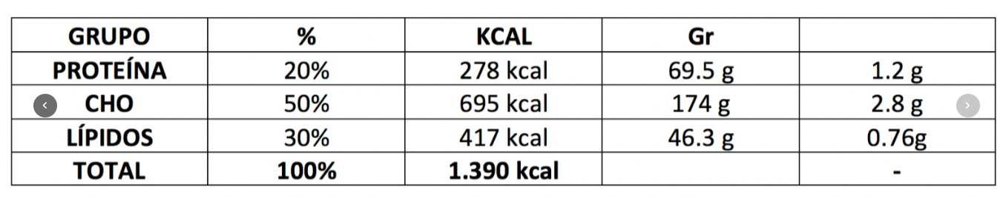 GRUPO % KCAL Gr
PROTEÍNA 20% 278 kcal 69.5 g 1.2 g
CHO 50% 695 kcal 174 g 2.8 g
LÍPIDOS 30% 417 kcal 46.3 g 0.76g
TOTAL 100% 1.390 kcal -